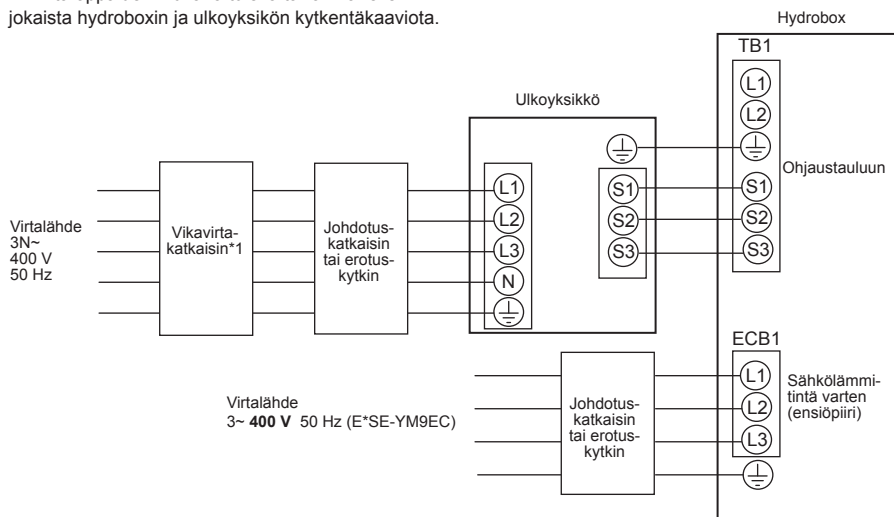 jokaista hydroboxin ja ulkoyksikön kytkentäkaaviota.
Hydrobox
TB1
L1
L2
Ohjaustauluun
S1
S2
S3
Ulkoyksikkö
L1
L2
L3
N
S1
S2
S3
Virtalähde
3N~
400 V
50 Hz
Vikavirta-
katkaisin*1
Johdotus-
katkaisin
tai erotus-
kytkin
ECB1
L1
L2
L3
Sähkölämmi-
tintä varten
(ensiöpiiri)
Virtalähde
3~ 400 V 50 Hz (E*SE-YM9EC)
Johdotus-
katkaisin
tai erotus-
kytkin